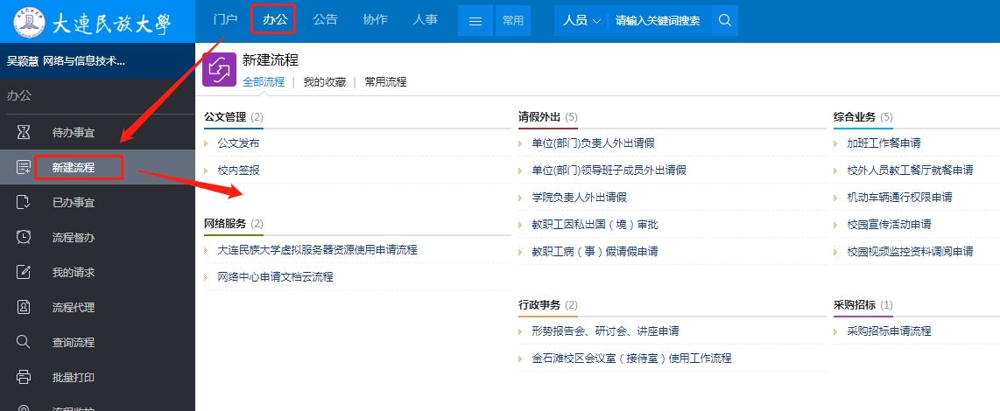 大連民族大學
门户 办公 公告 协作 人事 常用 人员 请输入关键词搜索
吴颖慧 网络与信息技术...
办公
待办事宜
新建流程
已办事宜
流程督办
我的请求
流程代理
查询流程
批量打印
流程监控
新建流程
全部流程 | 我的收藏 | 常用流程
公文管理 (2)
公文发布
校内签报
网络服务 (2)
大连民族大学虚拟服务器资源使用申请流程
网络中心申请文档云流程
请假外出 (5)
单位(部门)负责人外出请假
单位(部门)领导班子成员外出请假
学院负责人外出请假
教职工因私出国（境）审批
教职工病（事）假请假申请
行政事务 (2)
形势报告会、研讨会、讲座申请
金石滩校区会议室（接待室）使用工作流程
综合业务 (5)
加班工作餐申请
校外人员教工餐厅就餐申请
机动车辆通行权限申请
校园宣传活动申请
校园视频监控资料调阅申请
采购招标 (1)
采购招标申请流程